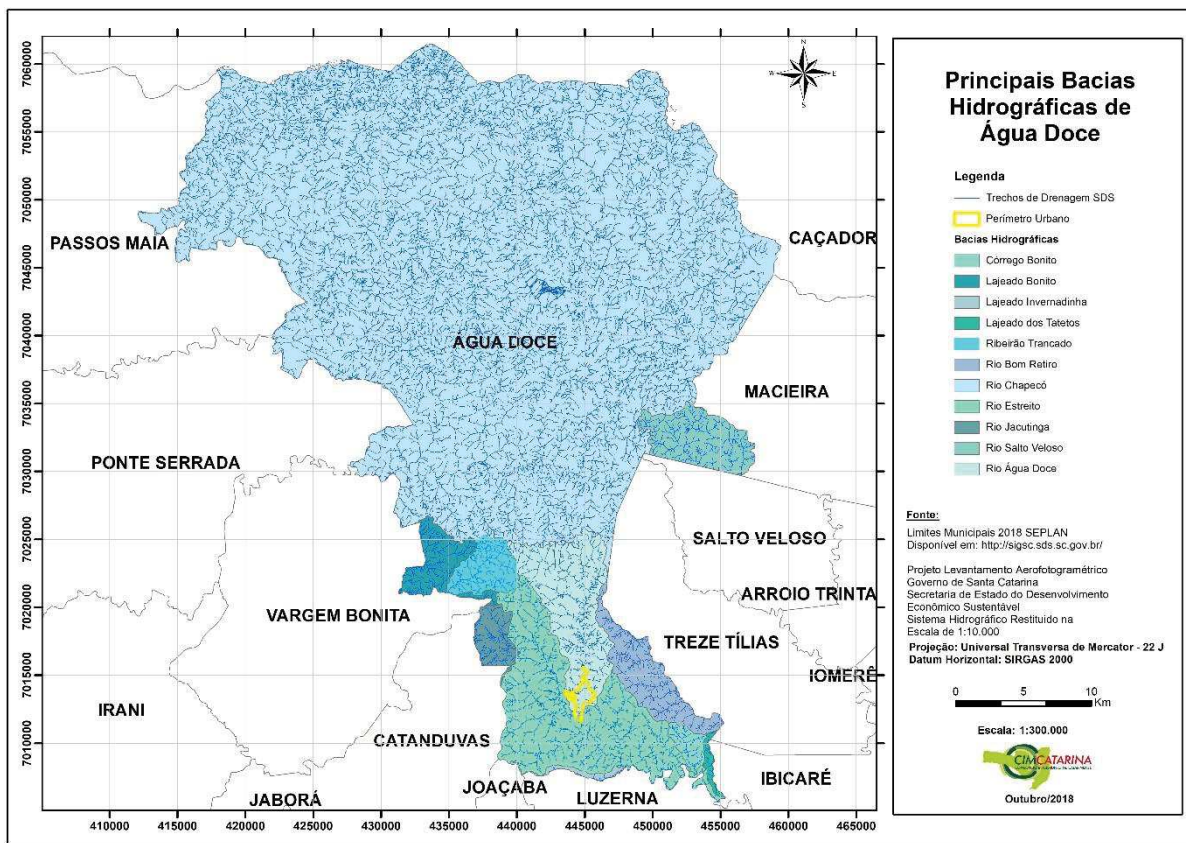 Principais Bacias
Hidrográficas de
Água Doce
Legenda
Trechos de Drenagem SDS
Perímetro Urbano
Bacias Hidrográficas
Córrego Bonito
Lajeado Bonito
Lajeado Invernadinha
Lajeado dos Tatetos
Ribeirão Trancado
Rio Bom Retiro
Rio Chapecó
Rio Estreito
Rio Jacutinga
Rio Salto Veloso
Rio Água Doce
Fonte:
Limites Municipais 2018 SEPLAN
Disponível em: http://sigsc.sds.sc.gov.br/
Projeto Levantamento Aerofotogramétrico
Governo de Santa Catarina
Secretaria de Estado do Desenvolvimento
Econômico Sustentável
Sistema Hidrográfico Restituido na
Escala de 1:10.000
Projeção: Universal Transversa de Mercator - 22 J
Datum Horizontal: SIRGAS 2000
0 5 10
Km
Escala: 1:300.000
CIMCATARINA
Outubro/2018
N
W E
S
PASSOS MAIA
CAÇADOR
ÁGUA DOCE
MACIEIRA
PONTE SERRADA
SALTO VELOSO
ARROIO TRINTA
VARGEM BONITA
TREZE TÍLIAS
IOMERÊ
IRANI
CATANDUVAS
JOAÇABA
IBICARÉ
JABORÁ
LUZERNA
7060000
7055000
7050000
7045000
7040000
7035000
7030000
7025000
7020000
7015000
7010000
410000 415000 420000 425000 430000 435000 440000 445000 450000 455000 460000 465000